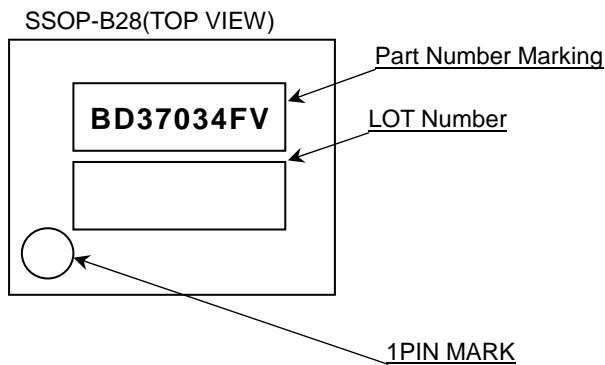 SSOP-B28(TOP VIEW)
Part Number Marking
BD37034FV
LOT Number
1PIN MARK